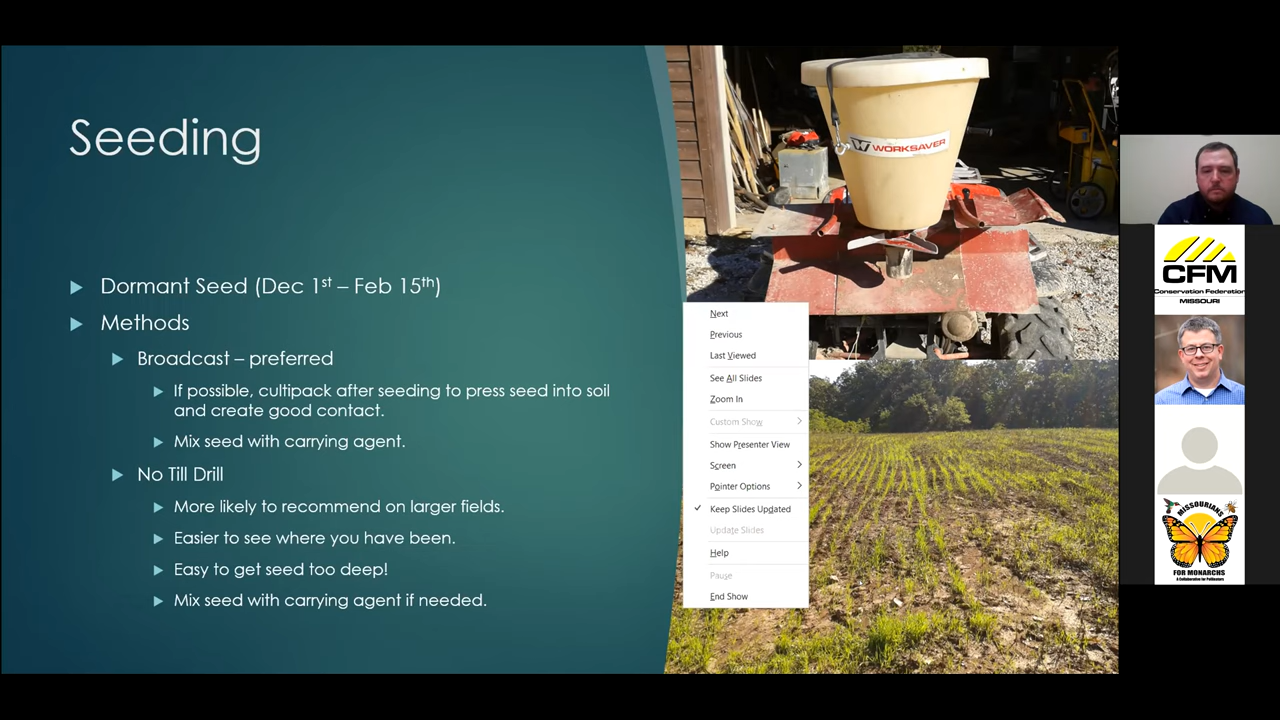 Seeding
Dormant Seed (Dec 1st – Feb 15th)
Methods
Broadcast – preferred
If possible, cultipack after seeding to press seed into soil
and create good contact.
Mix seed with carrying agent.
No Till Drill
More likely to recommend on larger fields.
Easier to see where you have been.
Easy to get seed too deep!
Mix seed with carrying agent if needed.
WORKSAVER
Next
Previous
Last Viewed
See All Slides
Zoom In
Custom Show
Show Presenter View
Screen
Pointer Options
Keep Slides Updated
Update Slides
Help
Pause
End Show
CFM
Conservation Federation
MISSOURI
MISSOURIANS
FOR MONARCHS
A Collaborative for Pollinators